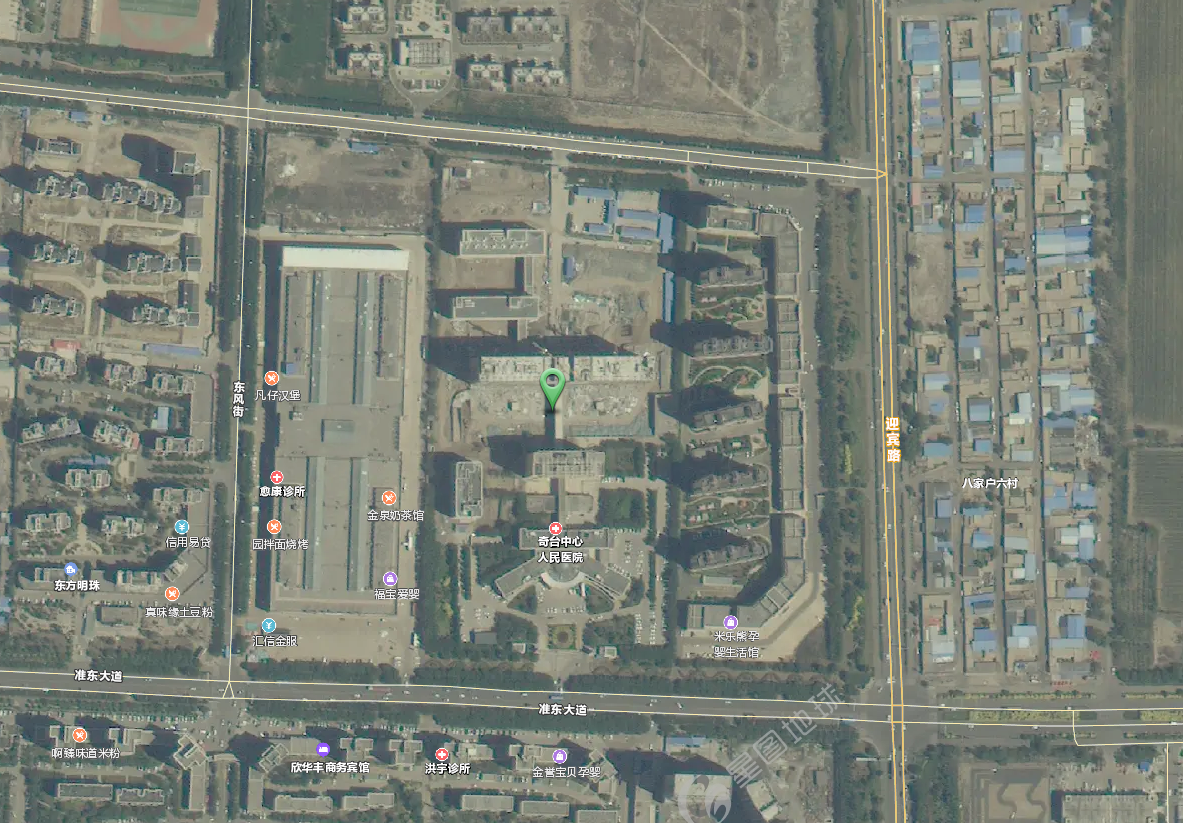 东风街
凡仔汉堡
迎宾路
愈康诊所
八家户六村
金泉奶茶馆
信用易贷
园拌面烧烤
奇台中心
人民医院
东方明珠
福宝爱婴
真味缘土豆粉
汇信金服
米乐熊孕
婴生活馆
准东大道
准东大道
啊臻味道米粉
欣华丰商务宾馆
洪宇诊所
金誉宝贝孕婴
星图地球